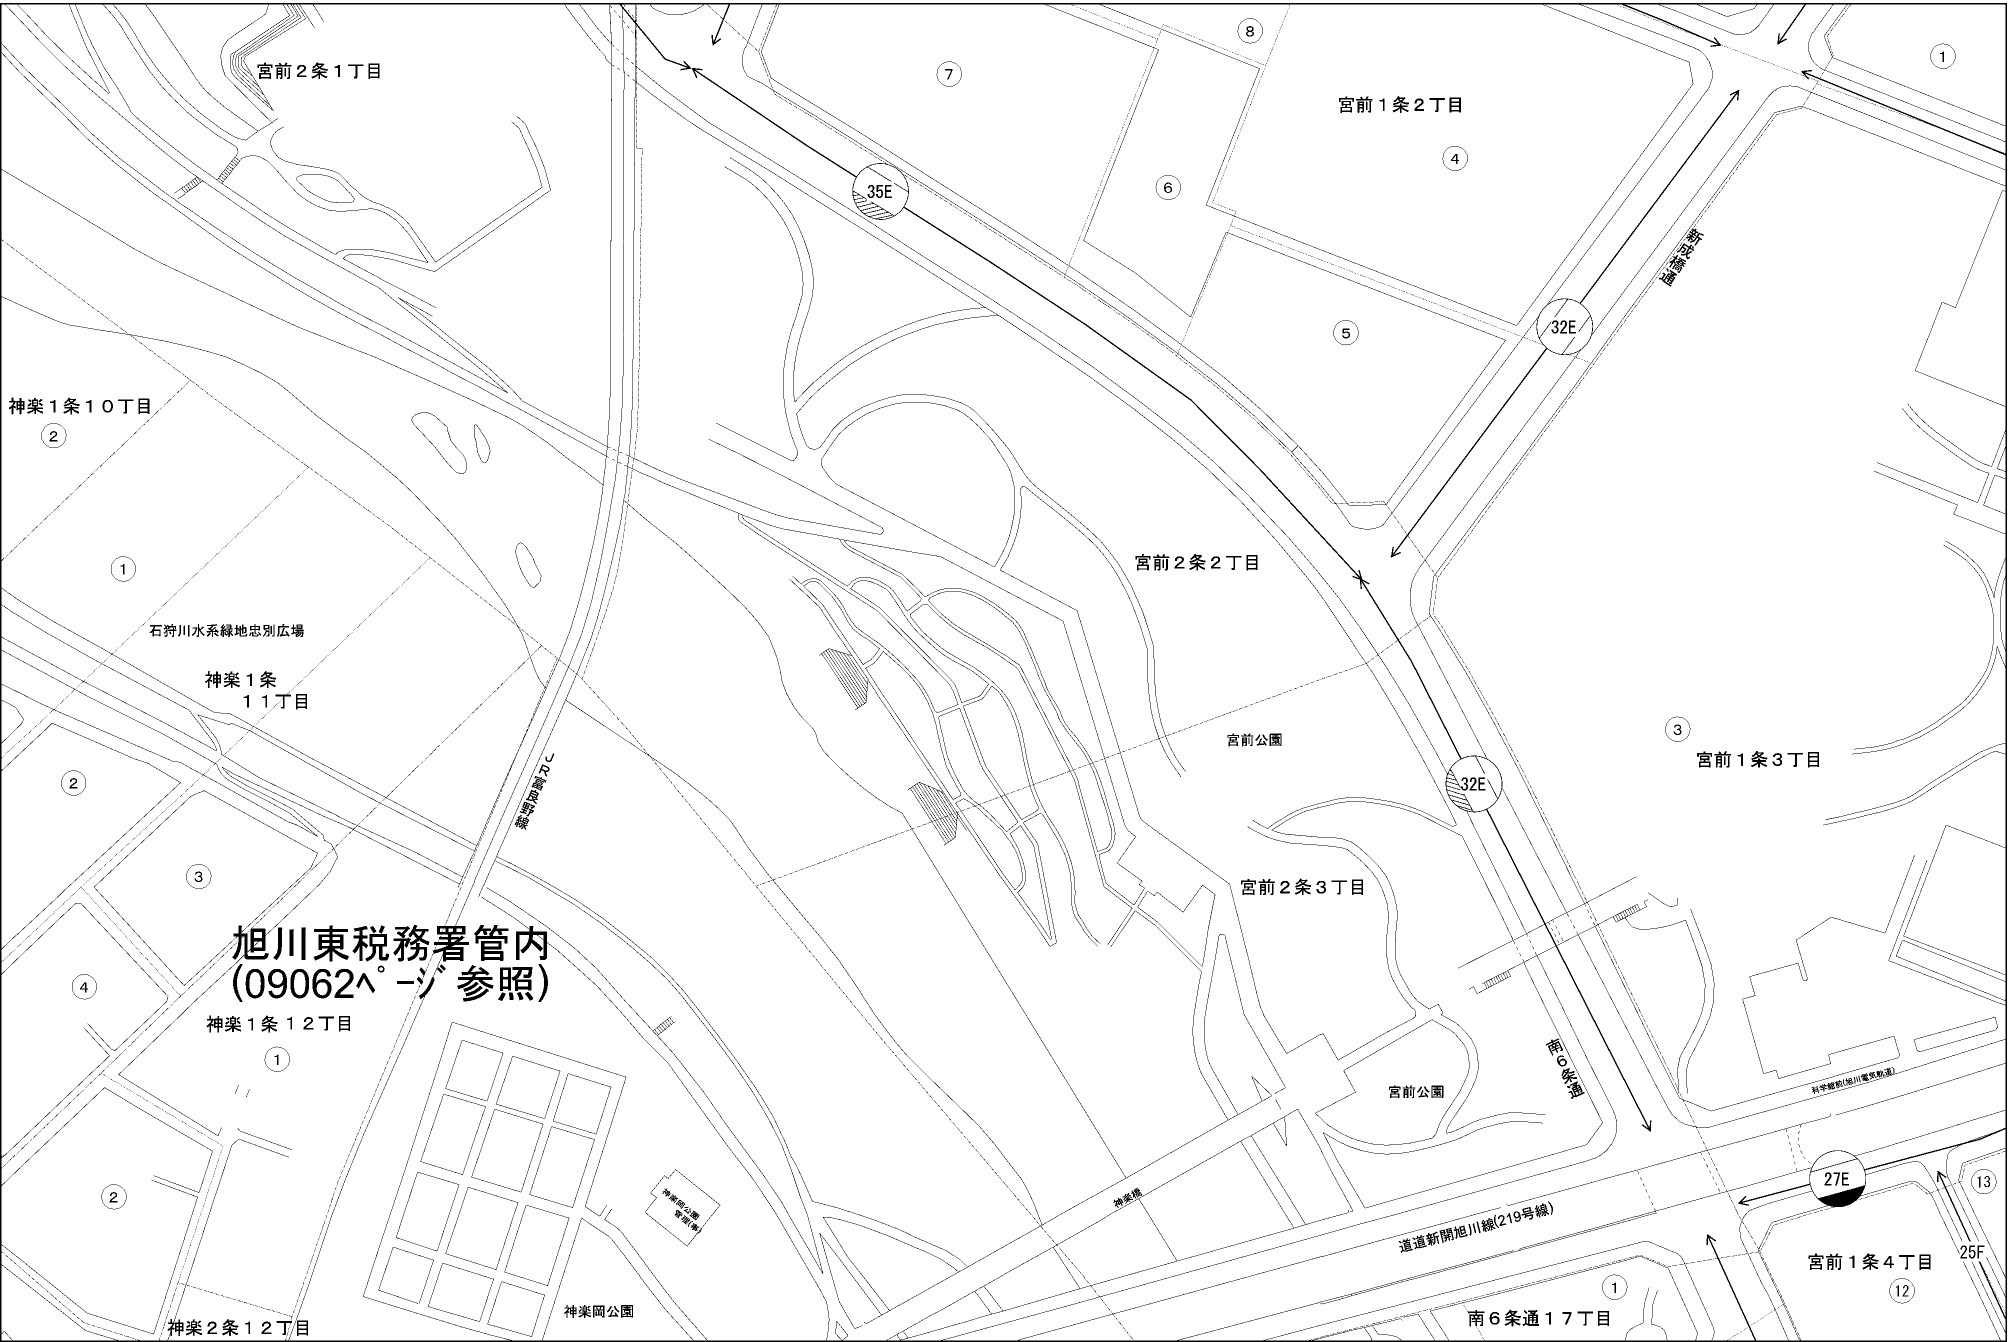 8
1
宮前２条１丁目
7
宮前１条２丁目
4
6
35E
新成橋通
32E
5
神楽１条１０丁目
2
1
宮前２条２丁目
石狩川水系緑地忠別広場
神楽１条
１１丁目
3
宮前公園
宮前１条３丁目
2
ＪＲ富良野線
32E
3
宮前２条３丁目
旭川東税務署管内
(09062ﾍﾟｰｼﾞ参照)
4
神楽１条１２丁目
1
南６条通
宮前公園
科学館前(旭川電気軌道)
27E
13
2
神楽岡公園
管理(事)
神楽橋
道道新開旭川線(219号線)
25F
宮前１条４丁目
12
1
神楽岡公園
南６条通１７丁目
神楽２条１２丁目